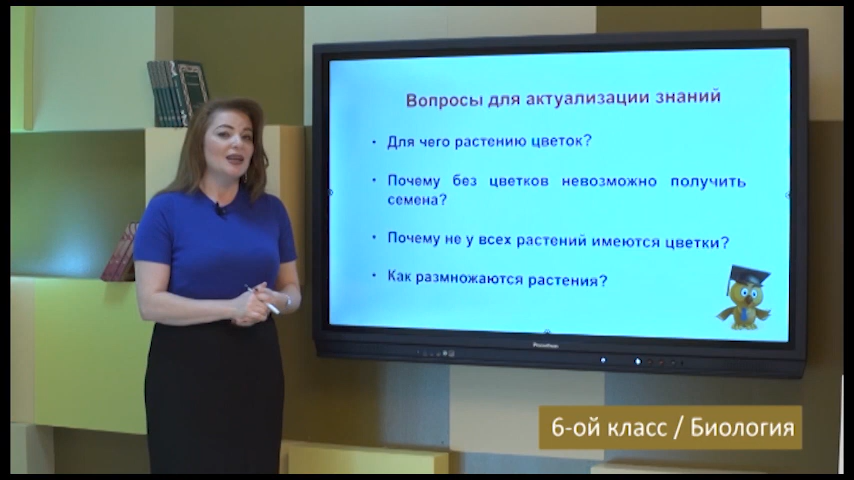 Вопросы для актуализации знаний
• Для чего растению цветок?
• Почему без цветков невозможно получить
семена?
• Почему не у всех растений имеются цветки?
• Как размножаются растения?
Promethean
6-ой класс / Биология